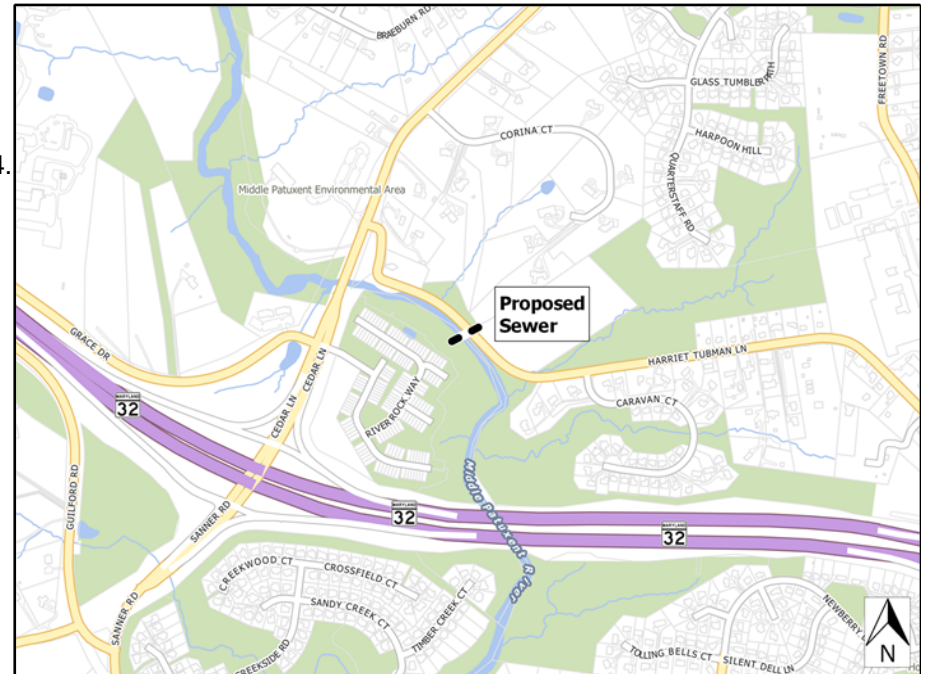 BRAEBURN RD
FREETOWN RD
GLASS TUMBLER PATH
CORINA CT
HARPOON HILL
4.
QUARTERSTAFF RD
Middle Patuxent Environmental Area
Proposed
Sewer
GRACE DR
CEDAR LN
HARRIET TUBMAN LN
MARYLAND
32
CEDAR LN
RIVER ROCK WAY
CARAVAN CT
GUILFORD RD
SANNER RD
MARYLAND
32
Middle Patuxent River
MARYLAND
32
CREEKWOOD CT
CROSSFIELD CT
SANDY CREEK CT
TIMBER CREEK CT
SANNER RD
CREEKSIDE RD
NEWBERRY
TOLLING BELLS CT
SILENT DELL LN
N